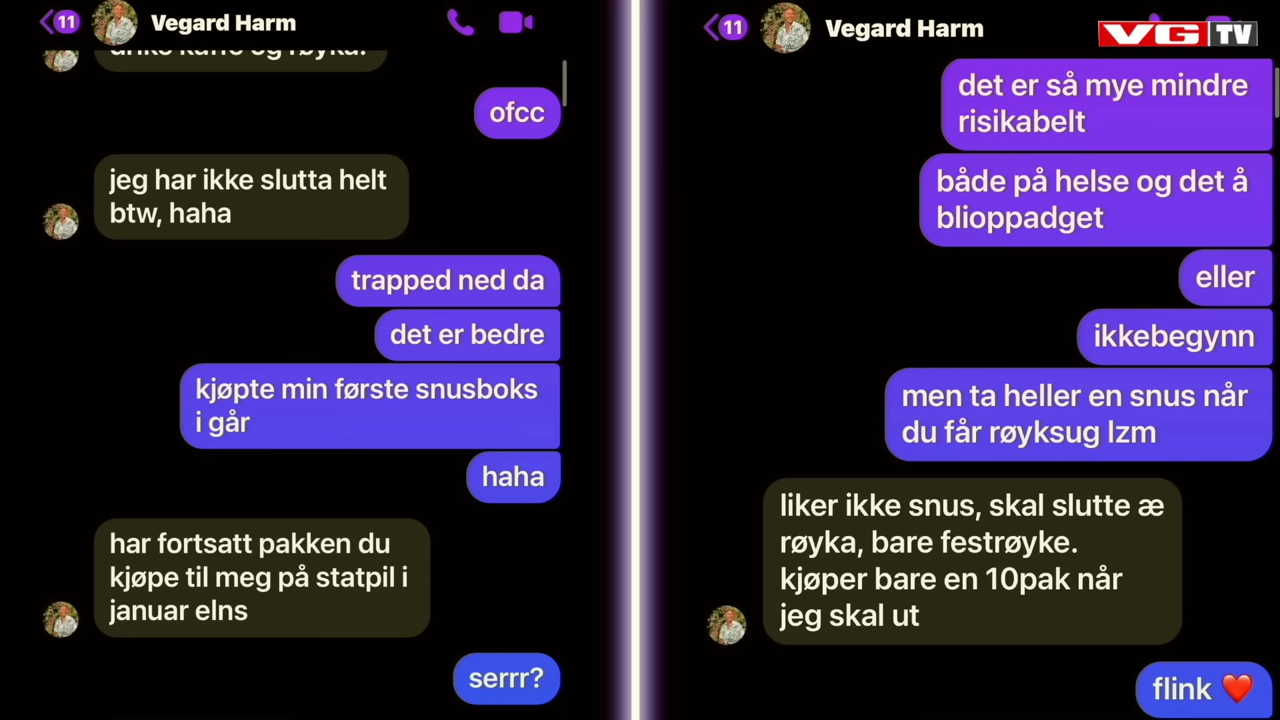 11
Vegard Harm
drike kaffe og røyka.
ofcc
jeg har ikke slutta helt
btw, haha
trapped ned da
det er bedre
kjøpte min første snusboks
i går
haha
har fortsatt pakken du
kjøpe til meg på statpil i
januar elns
serrr?
11
Vegard Harm
VG TV
det er så mye mindre
risikabelt
både på helse og det å
blioppadget
eller
ikkebegynn
men ta heller en snus når
du får røyksug lzm
liker ikke snus, skal slutte æ
røyka, bare festrøyke.
kjøper bare en 10pak når
jeg skal ut
flink ❤️